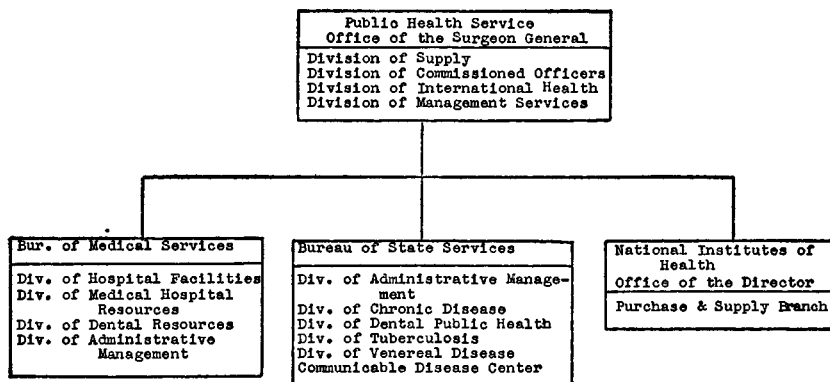 Public Health Service
Office of the Surgeon General
Division of Supply
Division of Commissioned Officers
Division of International Health
Division of Management Services
Bur. of Medical Services
Div. of Hospital Facilities
Div. of Medical Hospital
Resources
Div. of Dental Resources
Div. of Administrative
Management
Bureau of State Services
Div. of Administrative Manage-
ment
Div. of Chronic Disease
Div. of Dental Public Health
Div. of Tuberculosis
Div. of Venereal Disease
Communicable Disease Center
National Institutes of
Health
Office of the Director
Purchase & Supply Branch